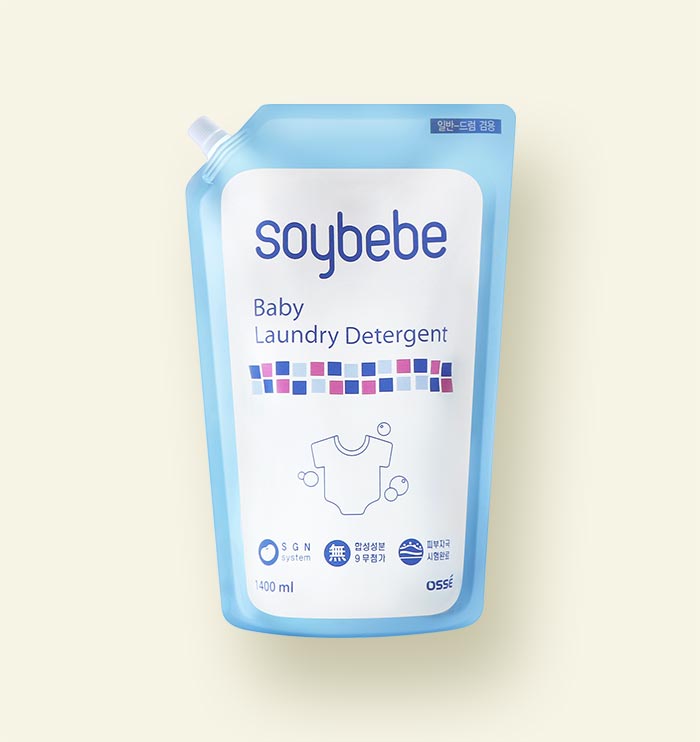 일반-드럼 겸용
soybebe
Baby
Laundry Detergent
S G N
system
無
합성성분
9 무첨가
피부자극
시험완료
1400 ml
OSSÉ